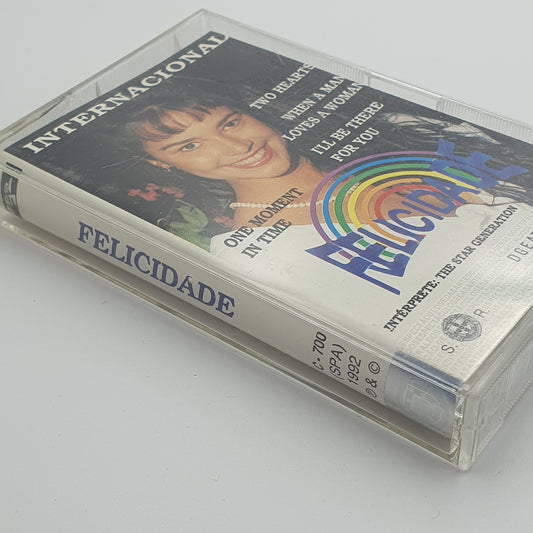 INTERNACIONAL
TWO HEARTS
WHEN A MAN
LOVES A WOMAN
I'LL BE THERE
FOR YOU
ONE MOMENT
IN TIME
FELICIDADE
INTÉRPRETE: THE STAR GENERATION
S. R.
FELICIDADE
C - 700
(SPA)
1992
℗ & ©